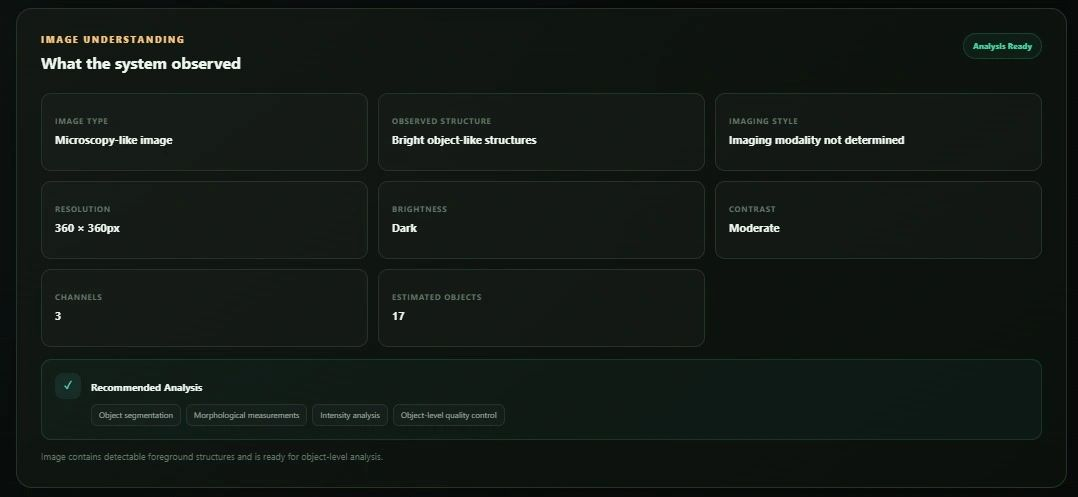 IMAGE UNDERSTANDING
What the system observed
Analysis Ready
IMAGE TYPE
Microscopy-like image
OBSERVED STRUCTURE
Bright object-like structures
IMAGING STYLE
Imaging modality not determined
RESOLUTION
360 × 360px
BRIGHTNESS
Dark
CONTRAST
Moderate
CHANNELS
3
ESTIMATED OBJECTS
17
✓ Recommended Analysis
Object segmentation
Morphological measurements
Intensity analysis
Object-level quality control
Image contains detectable foreground structures and is ready for object-level analysis.